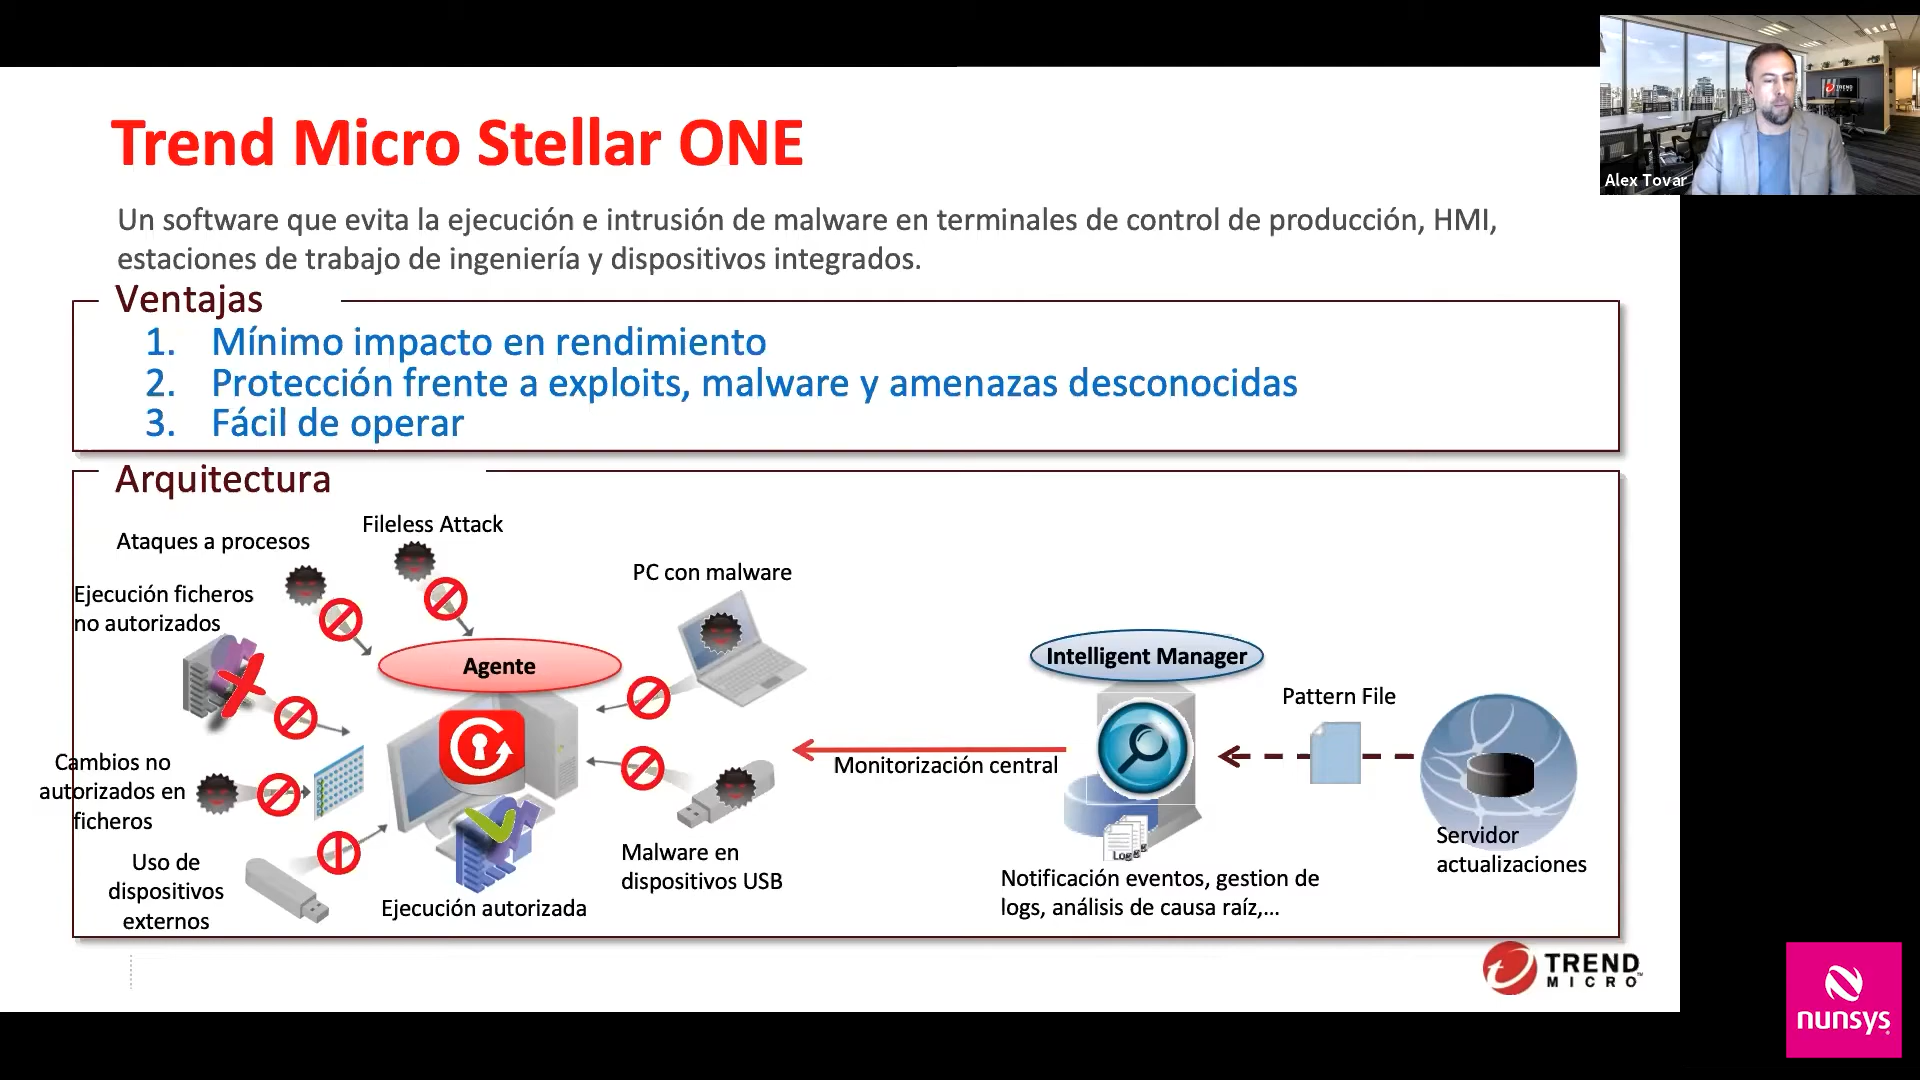 Trend Micro Stellar ONE
Un software que evita la ejecución e intrusión de malware en terminales de control de producción, HMI,
estaciones de trabajo de ingeniería y dispositivos integrados.
Ventajas
1. Mínimo impacto en rendimiento
2. Protección frente a exploits, malware y amenazas desconocidas
3. Fácil de operar
Arquitectura
Fileless Attack
Ataques a procesos
PC con malware
Ejecución ficheros
no autorizados
Agente
Intelligent Manager
Pattern File
Cambios no
autorizados en
ficheros
Monitorización central
Servidor
actualizaciones
Uso de
dispositivos
externos
Malware en
dispositivos USB
Ejecución autorizada
Log
Notificación eventos, gestion de
logs, análisis de causa raíz,...
TREND
MICRO™
Alex Tovar
TREND
nunsys